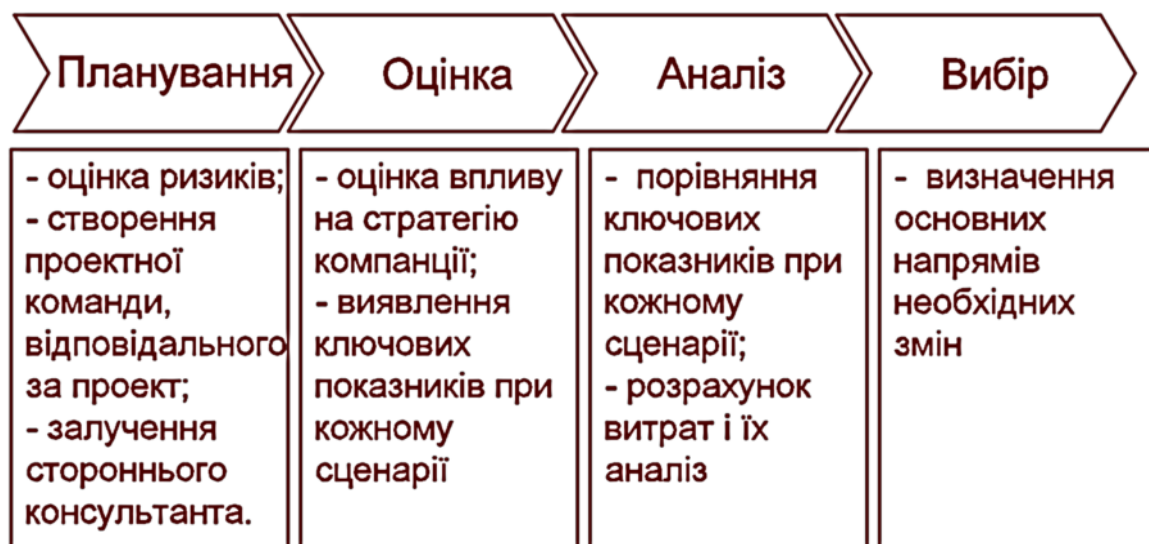 Планування
- оцінка ризиків;
- створення
проектної
команди,
відповідального
за проект;
- залучення
стороннього
консультанта.
Оцінка
- оцінка впливу
на стратегію
компанції;
- виявлення
ключових
показників при
кожному
сценарії
Аналіз
- порівняння
ключових
показників при
кожному
сценарії;
- розрахунок
витрат і їх
аналіз
Вибір
- визначення
основних
напрямів
необхідних
змін